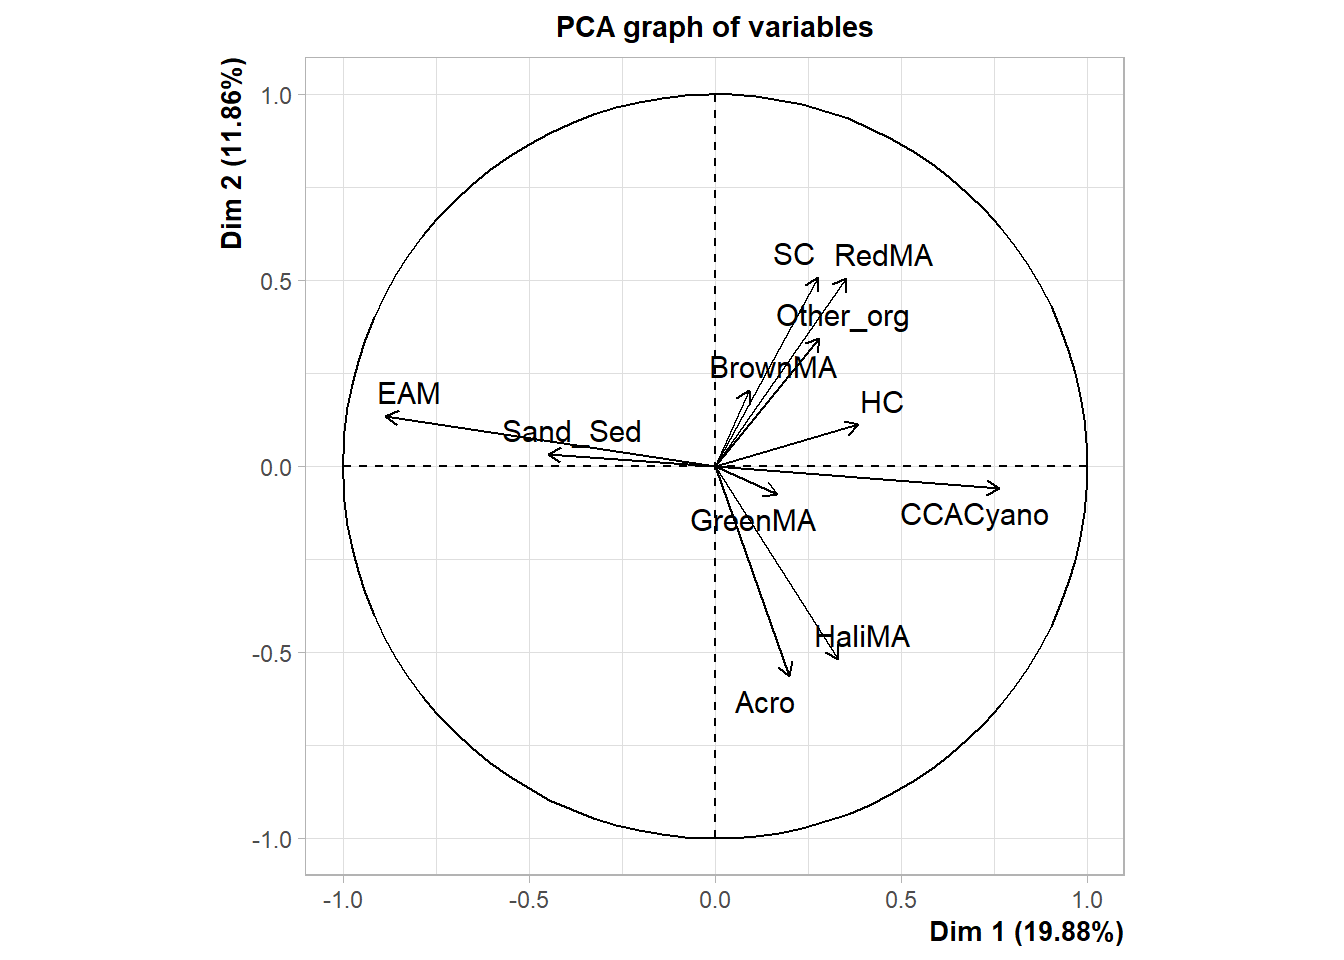 PCA graph of variables
Dim 2 (11.86%)
1.0
0.5
0.0
-0.5
-1.0
SC
RedMA
Other_org
BrownMA
EAM
HC
Sand_Sed
CCACyano
GreenMA
HaliMA
Acro
-1.0
-0.5
0.0
0.5
1.0
Dim 1 (19.88%)